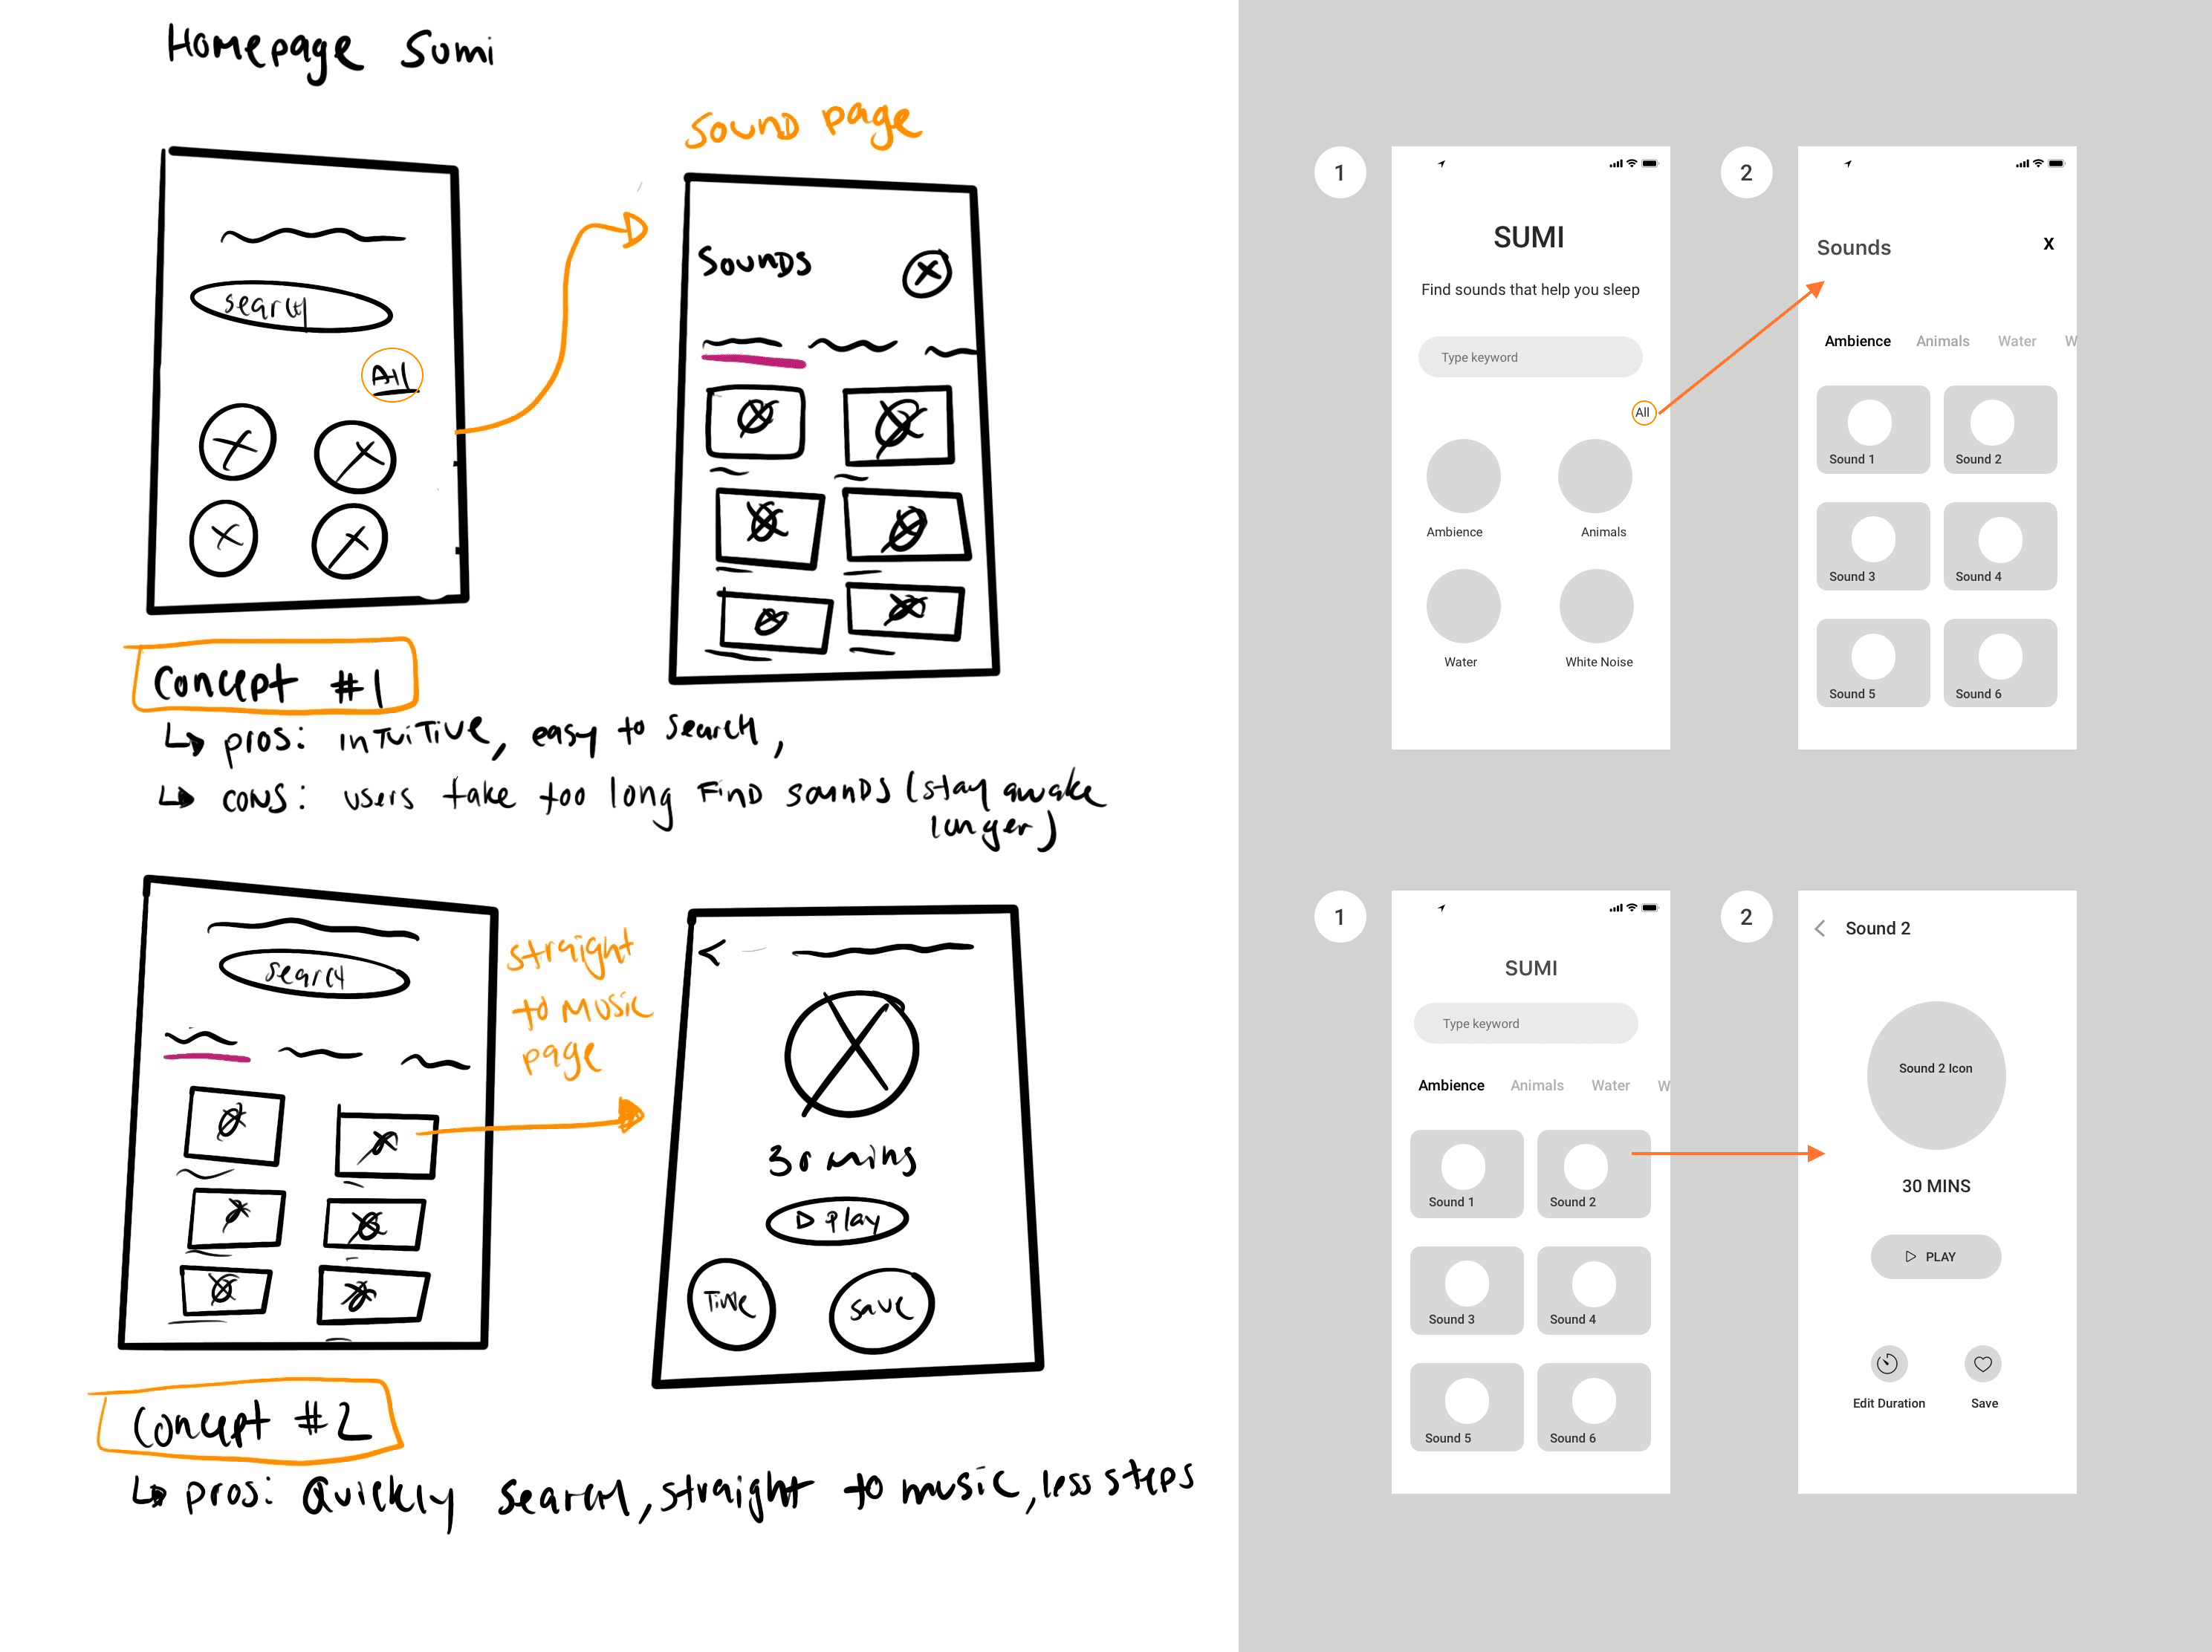 Homepage Sumi
Sound page
search
All
Sounds
X
Concept #1
pros: intuitive, easy to search,
cons: users take too long find sounds (stay awake
longer)
search
straight
to music
page
<
30 mins
play
Time
save
Concept #2
pros: Quickly search, straight to music, less steps
1
SUMI
Find sounds that help you sleep
Type keyword
All
Ambience Animals
Water White Noise
2
Sounds X
Ambience Animals Water W
Sound 1 Sound 2
Sound 3 Sound 4
Sound 5 Sound 6
1
SUMI
Type keyword
Ambience Animals Water W
Sound 1 Sound 2
Sound 3 Sound 4
Sound 5 Sound 6
2
Sound 2
Sound 2 Icon
30 MINS
PLAY
Edit Duration Save